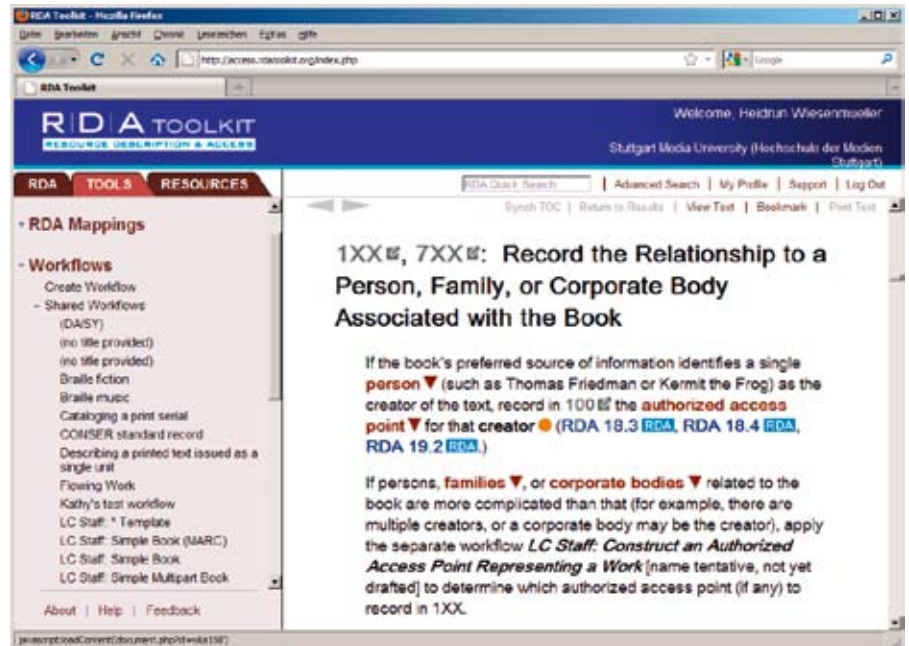 RDA Toolkit - Mozilla Firefox
Datei Bearbeiten Ansicht Chronik Lesezeichen Extras Hilfe
http://access.rdatoolkit.org/index.php
Google
RDA Toolkit
R|D|A TOOLKIT
RESOURCE DESCRIPTION & ACCESS
Welcome, Heidrun Wiesenmueller
Stuttgart Media University (Hochschule der Medien
Stuttgart)
RDA TOOLS RESOURCES
RDA Quick Search | Advanced Search | My Profile | Support | Log Out
Synch TOC | Return to Results | View Text | Bookmark | Print Text
RDA Mappings
- Workflows
Create Workflow
- Shared Workflows
(DAISY)
(no title provided)
(no title provided)
Braille fiction
Braille music
Cataloging a print serial
CONSER standard record
Describing a printed text issued as a
single unit
Flowing Work
Kathy's test workflow
LC Staff: * Template
LC Staff: Simple Book (MARC)
LC Staff: Simple Book
LC Staff: Simple Multipart Book
About | Help | Feedback
1XX, 7XX: Record the Relationship to a
Person, Family, or Corporate Body
Associated with the Book
If the book's preferred source of information identifies a single
person ▼ (such as Thomas Friedman or Kermit the Frog) as the
creator of the text, record in 100 the authorized access
point ▼ for that creator (RDA 18.3 RDA, RDA 18.4 RDA,
RDA 19.2 RDA.)
If persons, families ▼, or corporate bodies ▼ related to the
book are more complicated than that (for example, there are
multiple creators, or a corporate body may be the creator), apply
the separate workflow LC Staff: Construct an Authorized
Access Point Representing a Work [name tentative, not yet
drafted] to determine which authorized access point (if any) to
record in 1XX.